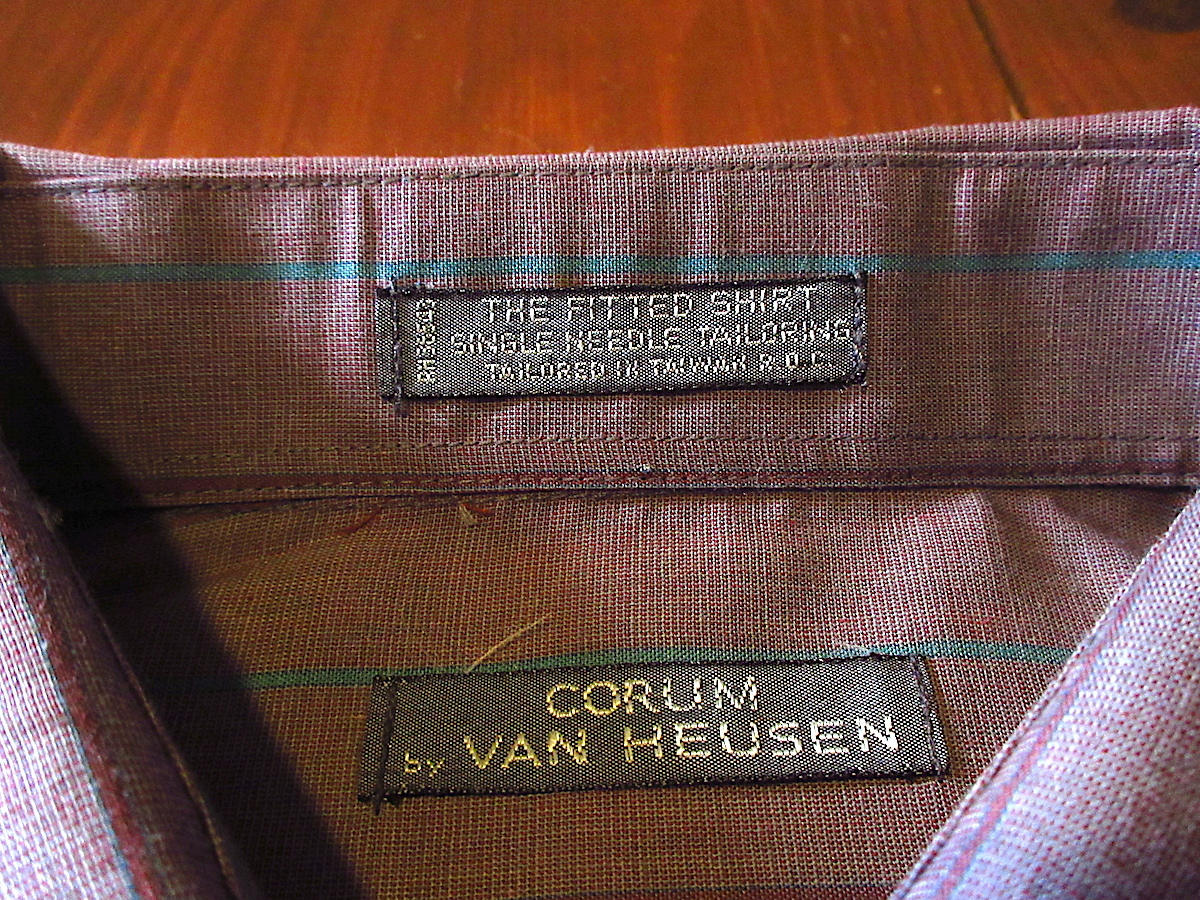 THE FITTED SHIRT
SINGLE NEEDLE TAILORING
TAILORED IN TAIWAN R.O.C
CORUM
by VAN HEUSEN